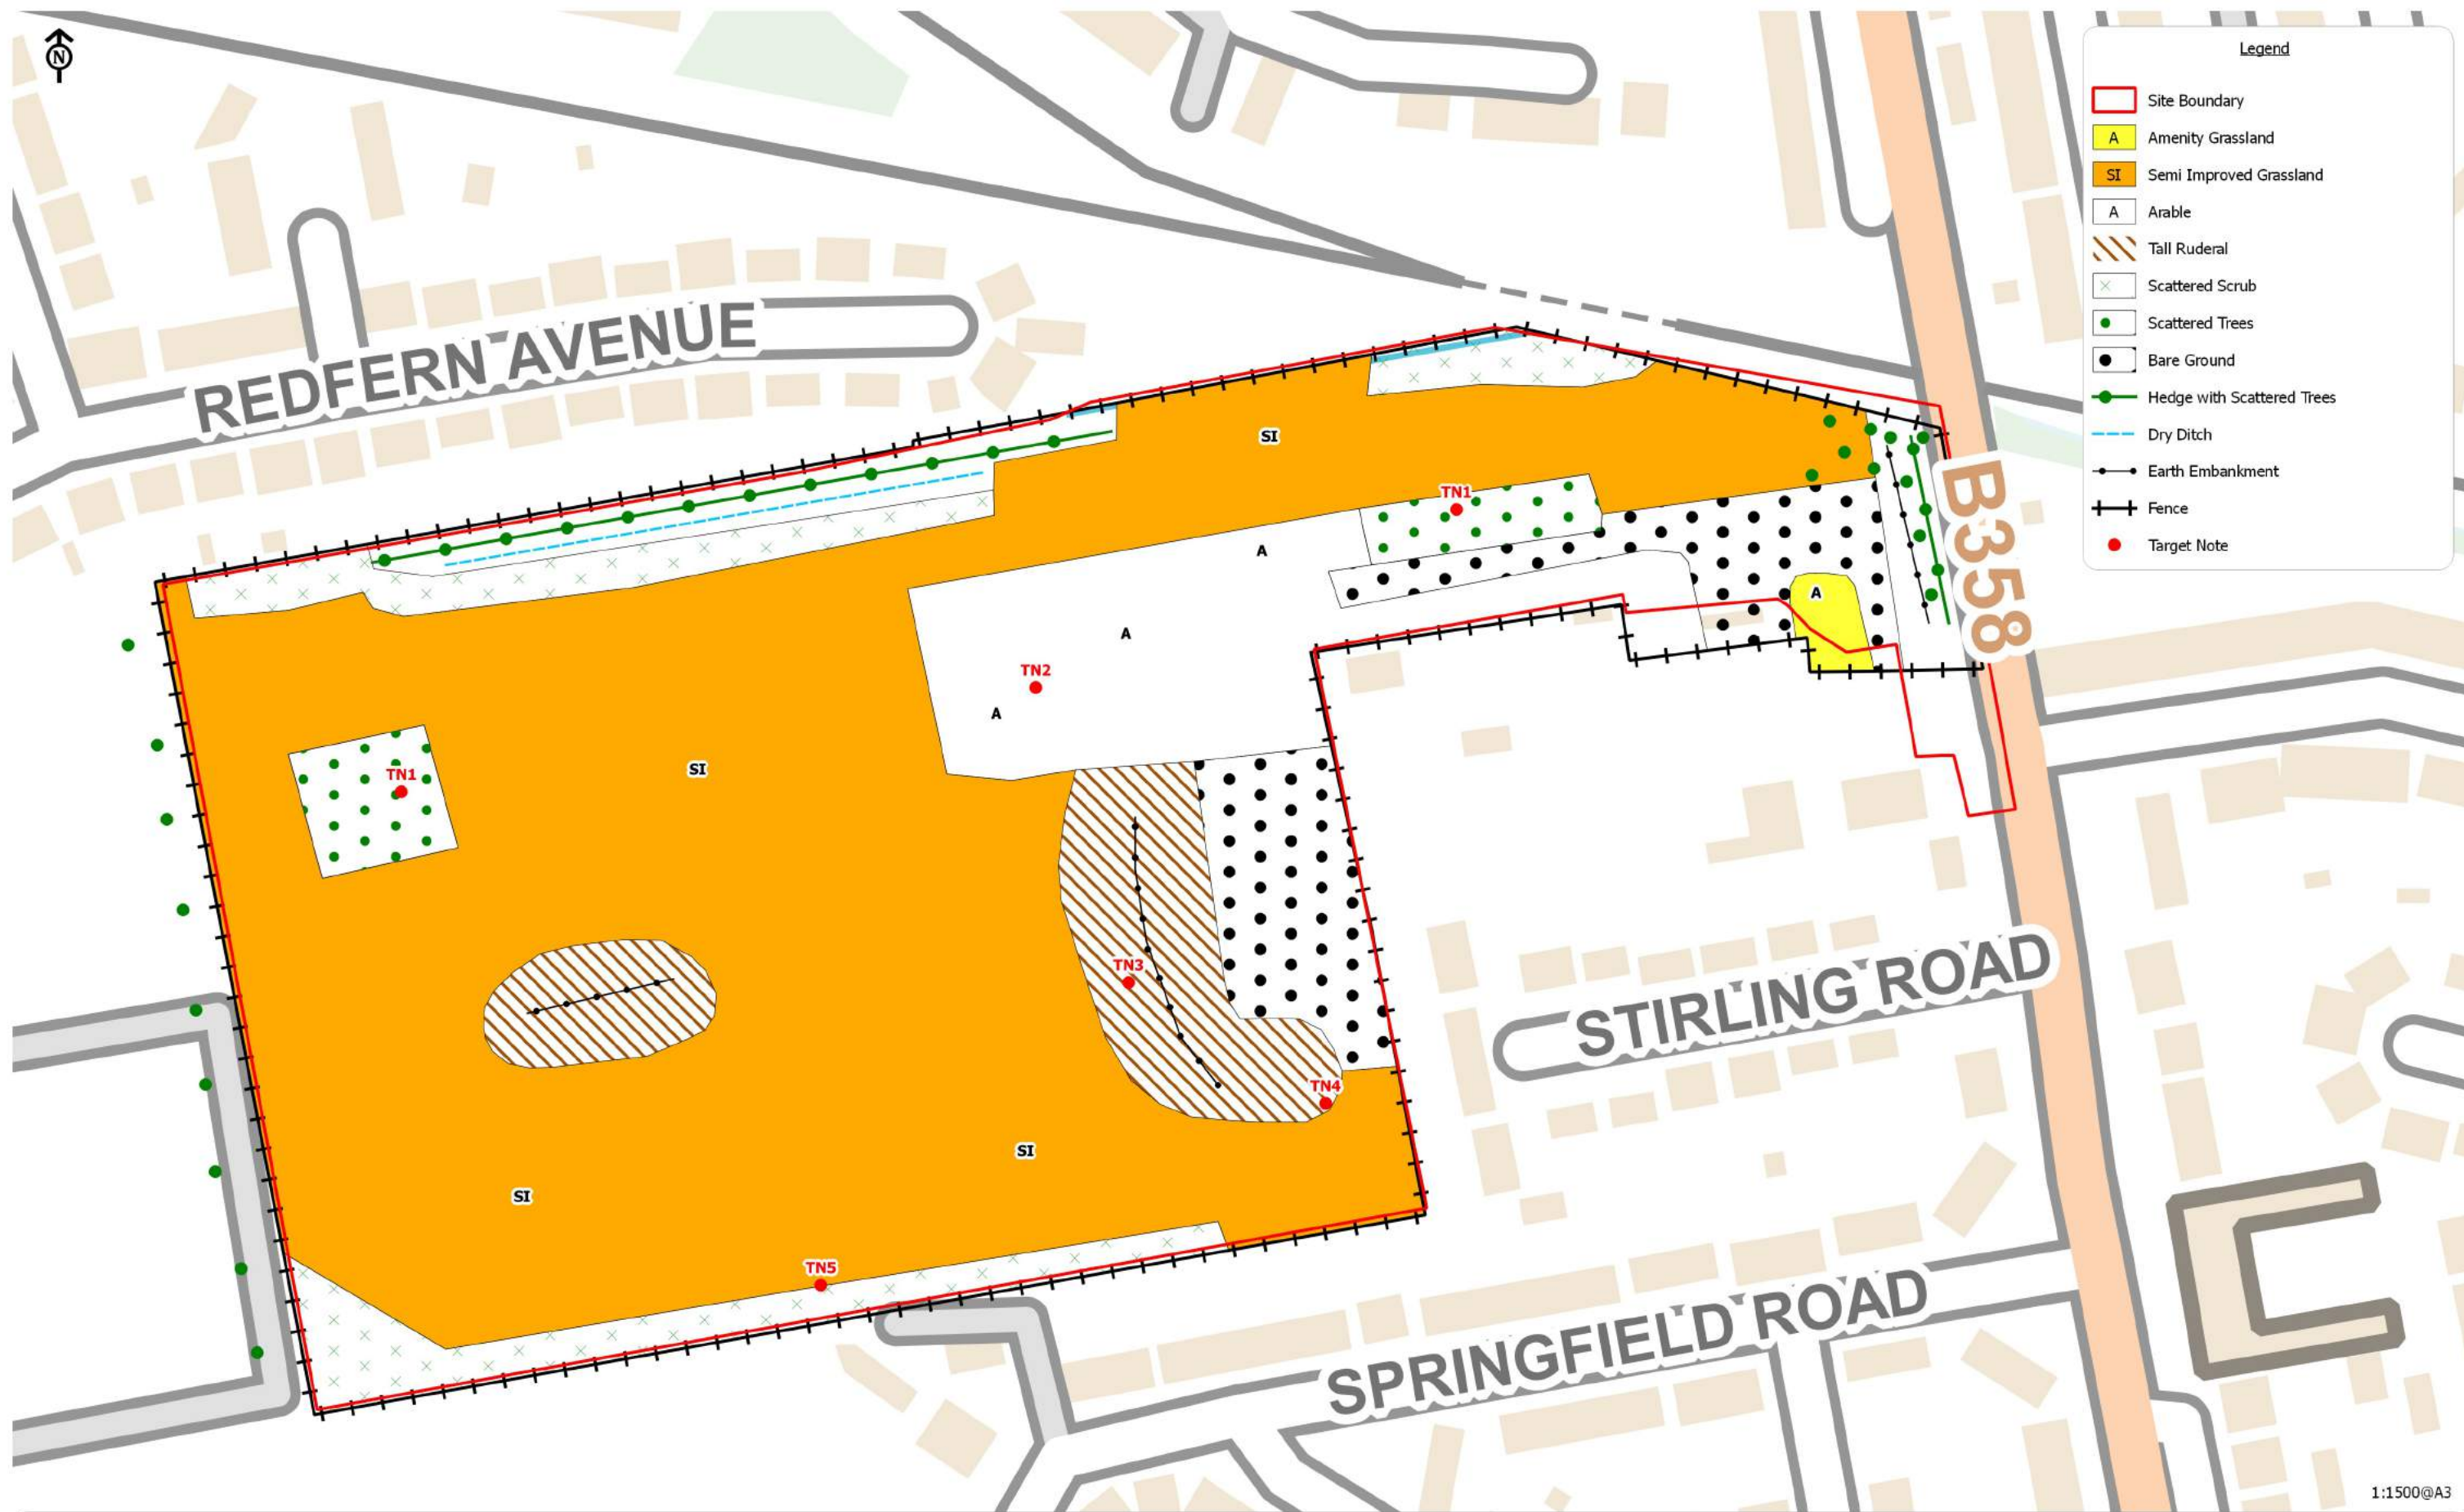 N
Legend
Site Boundary
A Amenity Grassland
SI Semi Improved Grassland
A Arable
Tall Ruderal
Scattered Scrub
Scattered Trees
Bare Ground
Hedge with Scattered Trees
Dry Ditch
Earth Embankment
Fence
Target Note
REDFERN AVENUE
SI
TN1
B358
A
A
A
TN2
A
SI
TN1
TN3
STIRLING ROAD
TN4
SI
SI
TN5
SPRINGFIELD ROAD
1:1500@A3